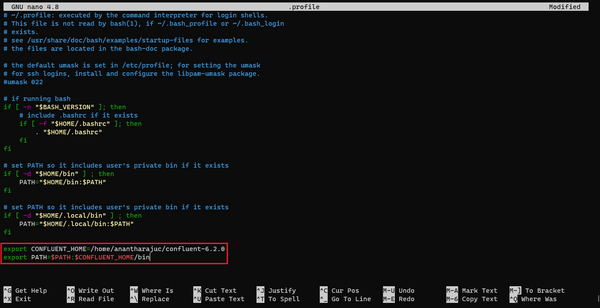 GNU nano 4.8 .profile Modified
# ~/.profile: executed by the command interpreter for login shells.
# This file is not read by bash(1), if ~/.bash_profile or ~/.bash_login
# exists.
# see /usr/share/doc/bash/examples/startup-files for examples.
# the files are located in the bash-doc package.
# the default umask is set in /etc/profile; for setting the umask
# for ssh logins, install and configure the libpam-umask package.
#umask 022
# if running bash
if [ -n "$BASH_VERSION" ]; then
# include .bashrc if it exists
if [ -f "$HOME/.bashrc" ]; then
. "$HOME/.bashrc"
fi
fi
# set PATH so it includes user's private bin if it exists
if [ -d "$HOME/bin" ] ; then
PATH="$HOME/bin:$PATH"
fi
# set PATH so it includes user's private bin if it exists
if [ -d "$HOME/.local/bin" ] ; then
PATH="$HOME/.local/bin:$PATH"
fi
export CONFLUENT_HOME=/home/anantharajuc/confluent-6.2.0
export PATH=$PATH:$CONFLUENT_HOME/bin
^G Get Help ^O Write Out ^W Where Is ^K Cut Text ^J Justify ^C Cur Pos M-U Undo M-A Mark Text M-] To Bracket
^X Exit ^R Read File ^\ Replace ^U Paste Text ^T To Spell ^_ Go To Line M-E Redo M-6 Copy Text ^Q Where Was